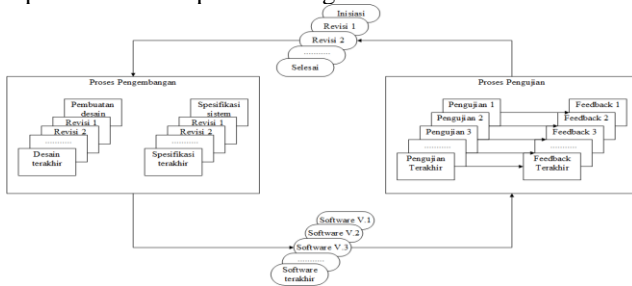 Inisiasi
Revisi 1
Revisi 2
............
Selesai
Proses Pengembangan
Pembuatan
desain
Revisi 1
Revisi 2
............
Desain
terakhir
Spesifikasi
sistem
Revisi 1
Revisi 2
............
Spesifikasi
terakhir
Proses Pengujian
Pengujian 1
Pengujian 2
Pengujian 3
............
Pengujian
Terakhir
Feedback 1
Feedback 2
Feedback 3
............
Feedback
Terakhir
Software V.1
Software V.2
Software V.3
............
Software
terakhir